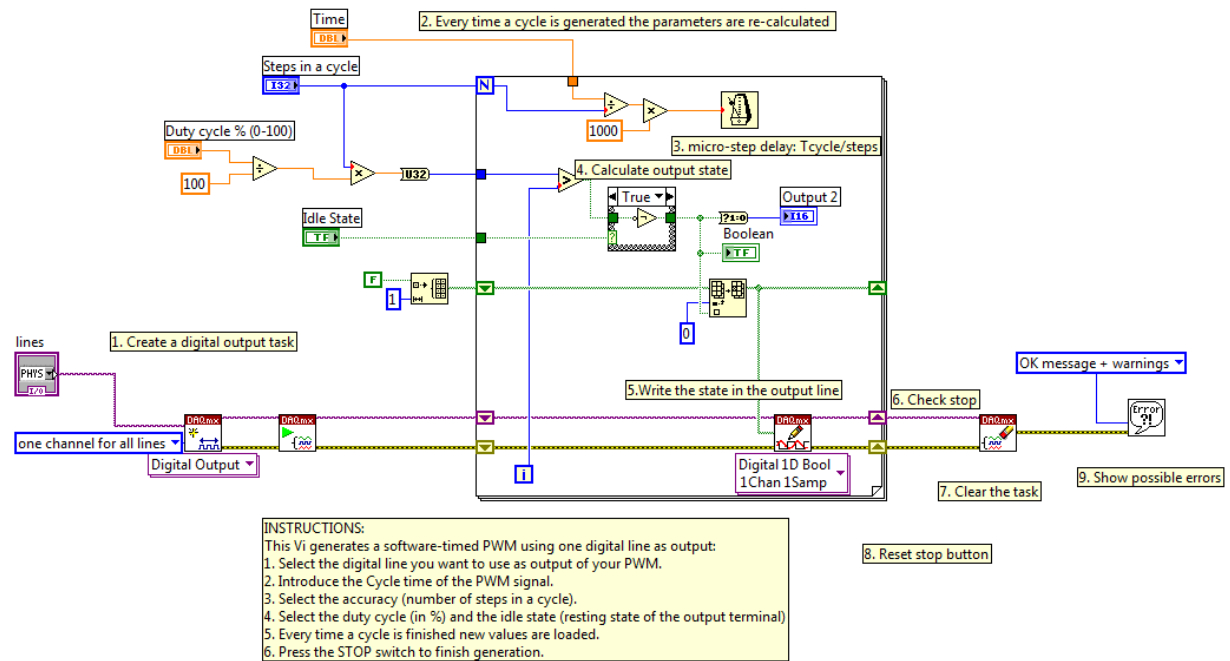 Time
DBL
2. Every time a cycle is generated the parameters are re-calculated
Steps in a cycle
I32
N
1000
3. micro-step delay: Tcycle/steps
Duty cycle % (0-100)
DBL
100
U32
4. Calculate output state
True
Output 2
?1:0
I16
Boolean
TF
Idle State
TF
?
F
1
0
lines
PHYS
I/O
1. Create a digital output task
5.Write the state in the output line
6. Check stop
OK message + warnings
DAQmx
DAQmx
DAQmx
DAQmx
Error
?!
one channel for all lines
Digital Output
i
Digital 1D Bool
1Chan 1Samp
7. Clear the task
9. Show possible errors
8. Reset stop button
INSTRUCTIONS:
This Vi generates a software-timed PWM using one digital line as output:
1. Select the digital line you want to use as output of your PWM.
2. Introduce the Cycle time of the PWM signal.
3. Select the accuracy (number of steps in a cycle).
4. Select the duty cycle (in %) and the idle state (resting state of the output terminal)
5. Every time a cycle is finished new values are loaded.
6. Press the STOP switch to finish generation.